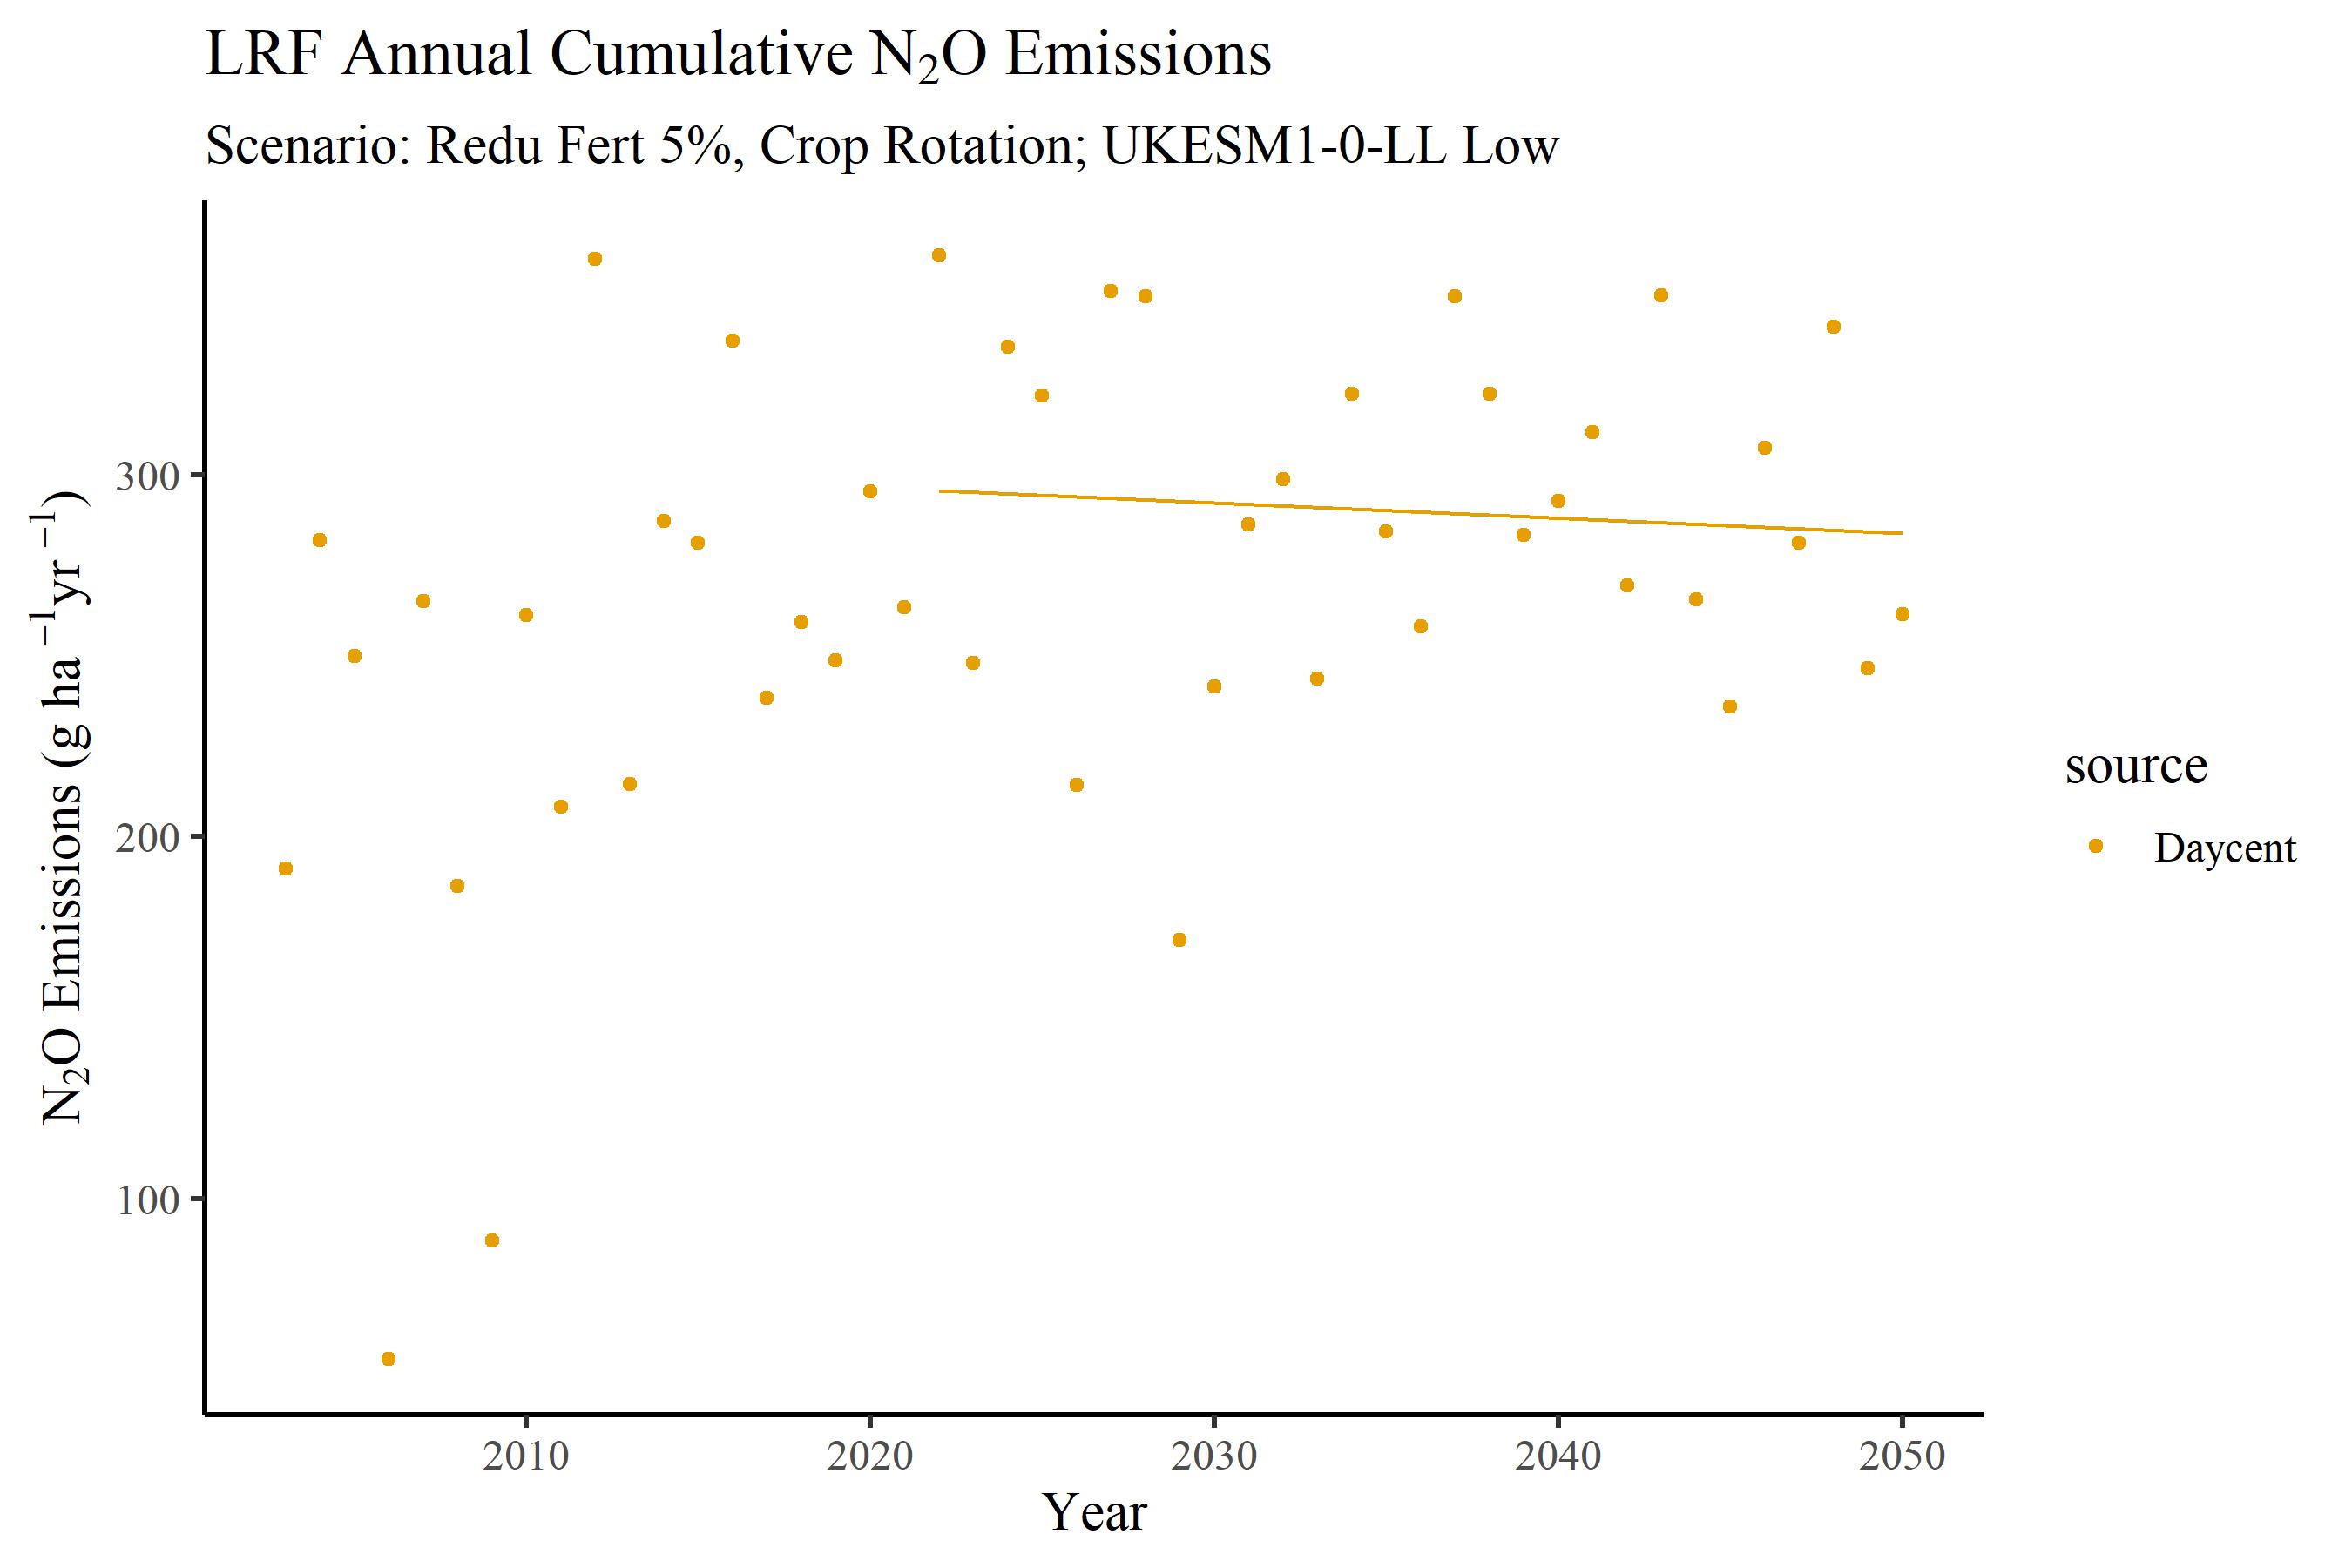 LRF Annual Cumulative N₂O Emissions
Scenario: Redu Fert 5%, Crop Rotation; UKESM1-0-LL Low
N₂O Emissions (g ha ⁻¹yr ⁻¹)
300
200
100
2010
2020
2030
2040
2050
Year
source
Daycent